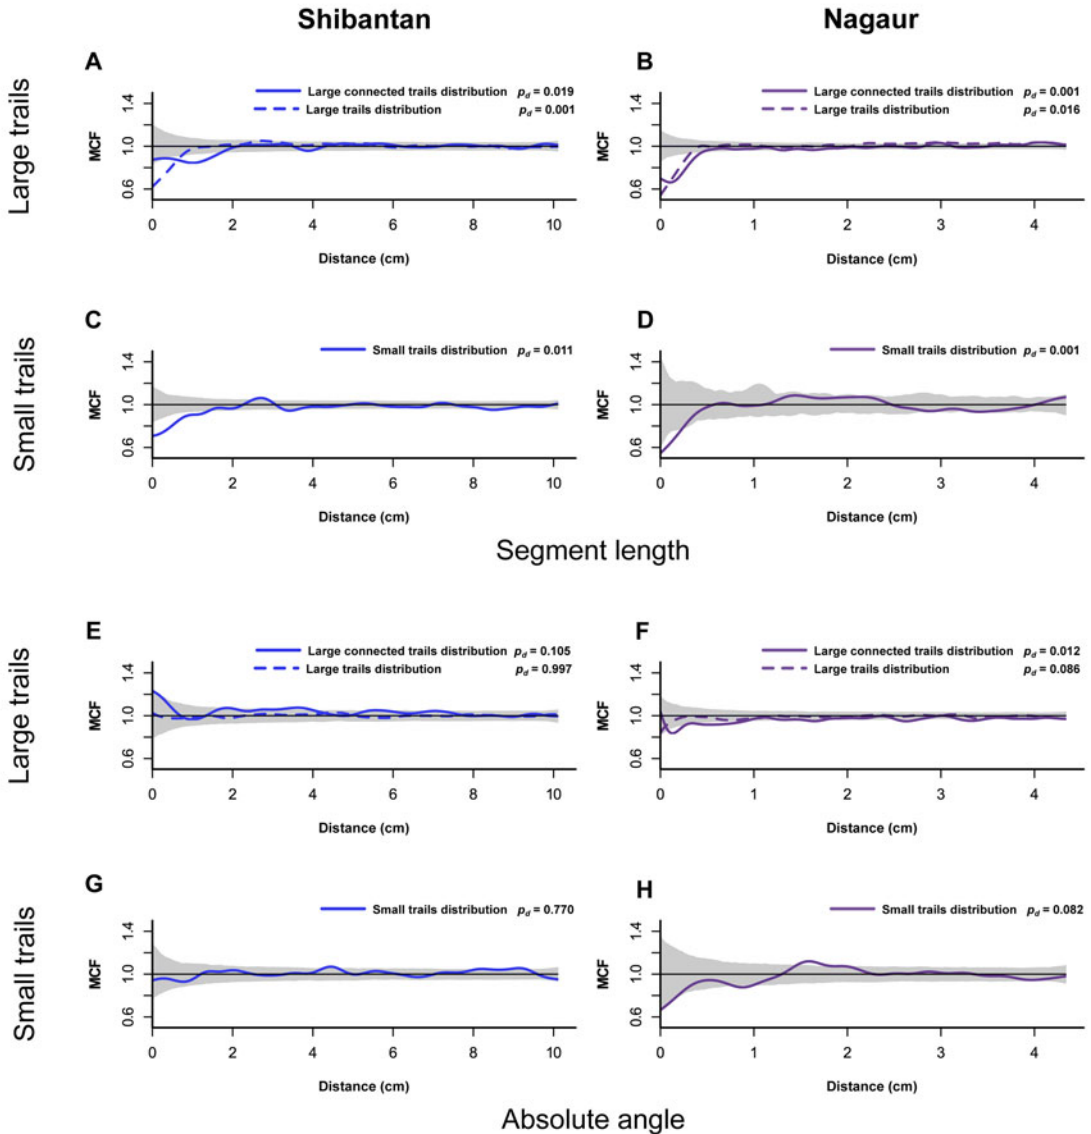 Shibantan Nagaur
Large trails
A
Large connected trails distribution p_d = 0.019
Large trails distribution p_d = 0.001
MCF
0.6 1.0 1.4
0 2 4 6 8 10
Distance (cm)
B
Large connected trails distribution p_d = 0.001
Large trails distribution p_d = 0.016
MCF
0.6 1.0 1.4
0 1 2 3 4
Distance (cm)
Small trails
C
Small trails distribution p_d = 0.011
MCF
0.6 1.0 1.4
0 2 4 6 8 10
Distance (cm)
D
Small trails distribution p_d = 0.001
MCF
0.6 1.0 1.4
0 1 2 3 4
Distance (cm)
Segment length
Large trails
E
Large connected trails distribution p_d = 0.105
Large trails distribution p_d = 0.997
MCF
0.6 1.0 1.4
0 2 4 6 8 10
Distance (cm)
F
Large connected trails distribution p_d = 0.012
Large trails distribution p_d = 0.086
MCF
0.6 1.0 1.4
0 1 2 3 4
Distance (cm)
Small trails
G
Small trails distribution p_d = 0.770
MCF
0.6 1.0 1.4
0 2 4 6 8 10
Distance (cm)
H
Small trails distribution p_d = 0.082
MCF
0.6 1.0 1.4
0 1 2 3 4
Distance (cm)
Absolute angle